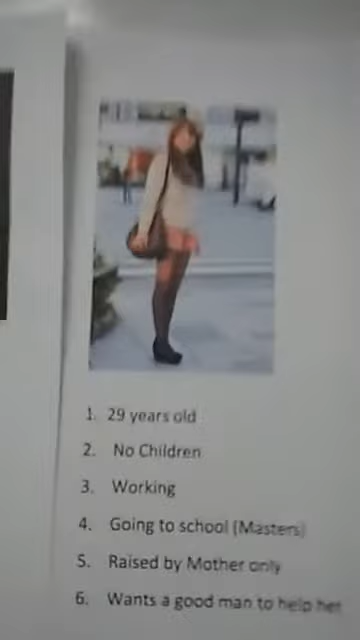 1. 29 years old
2. No Children
3. Working
4. Going to school (Masters)
5. Raised by Mother only
6. Wants a good man to help her